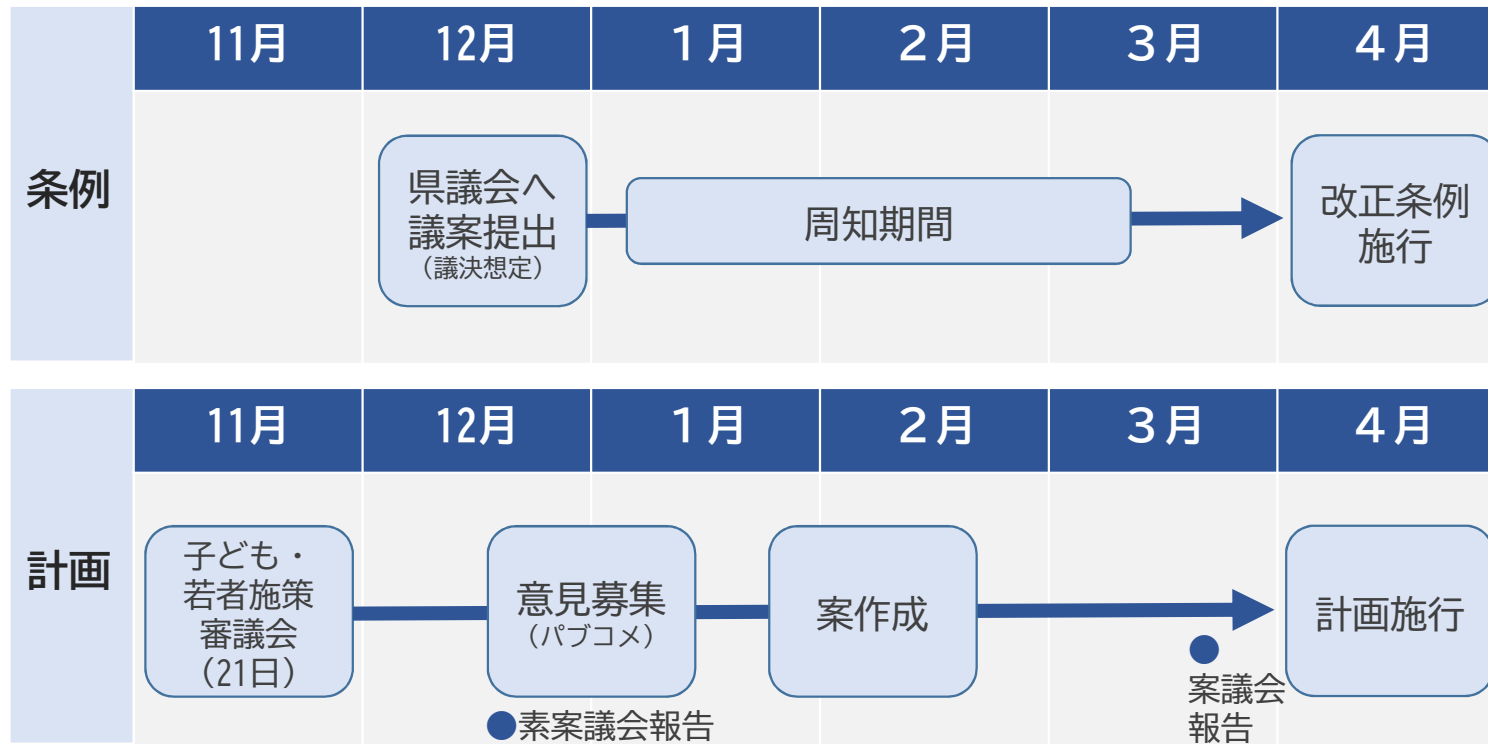 条例
11月
12月
１月
２月
３月
４月
県議会へ
議案提出
（議決想定）
周知期間
改正条例
施行
計画
11月
12月
１月
２月
３月
４月
子ども・
若者施策
審議会
（21日）
意見募集
（パブコメ）
案作成
計画施行
●素案議会報告
●
案議会
報告